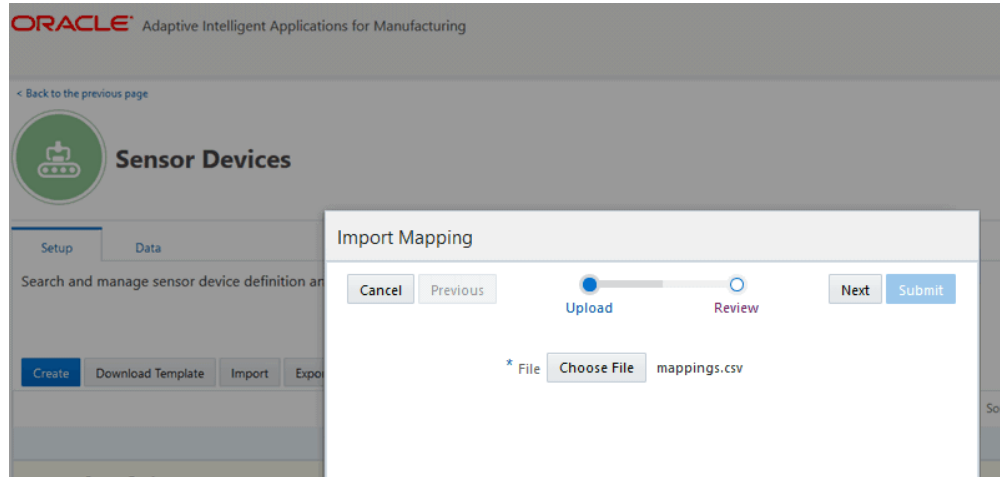 ORACLE Adaptive Intelligent Applications for Manufacturing
< Back to the previous page
Sensor Devices
Setup Data
Search and manage sensor device definition an
Create Download Template Import Expor
Import Mapping
Cancel Previous Upload Review Next Submit
* File Choose File mappings.csv
So